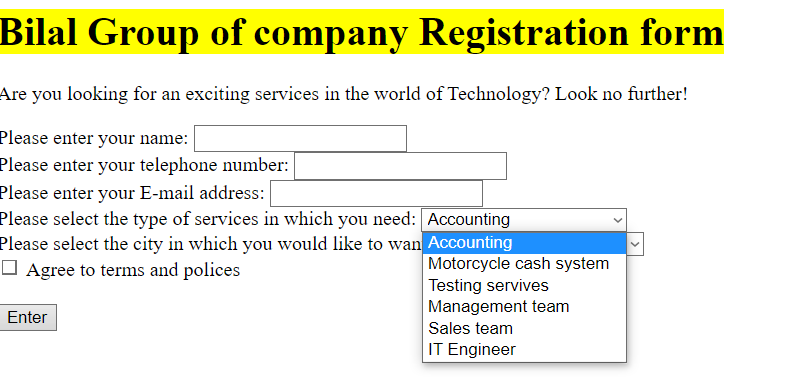 Bilal Group of company Registration form
Are you looking for an exciting services in the world of Technology? Look no further!
Please enter your name:
Please enter your telephone number:
Please enter your E-mail address:
Please select the type of services in which you need: Accounting
Please select the city in which you would like to wan
Accounting
Motorcycle cash system
Testing servives
Management team
Sales team
IT Engineer
Agree to terms and polices
Enter